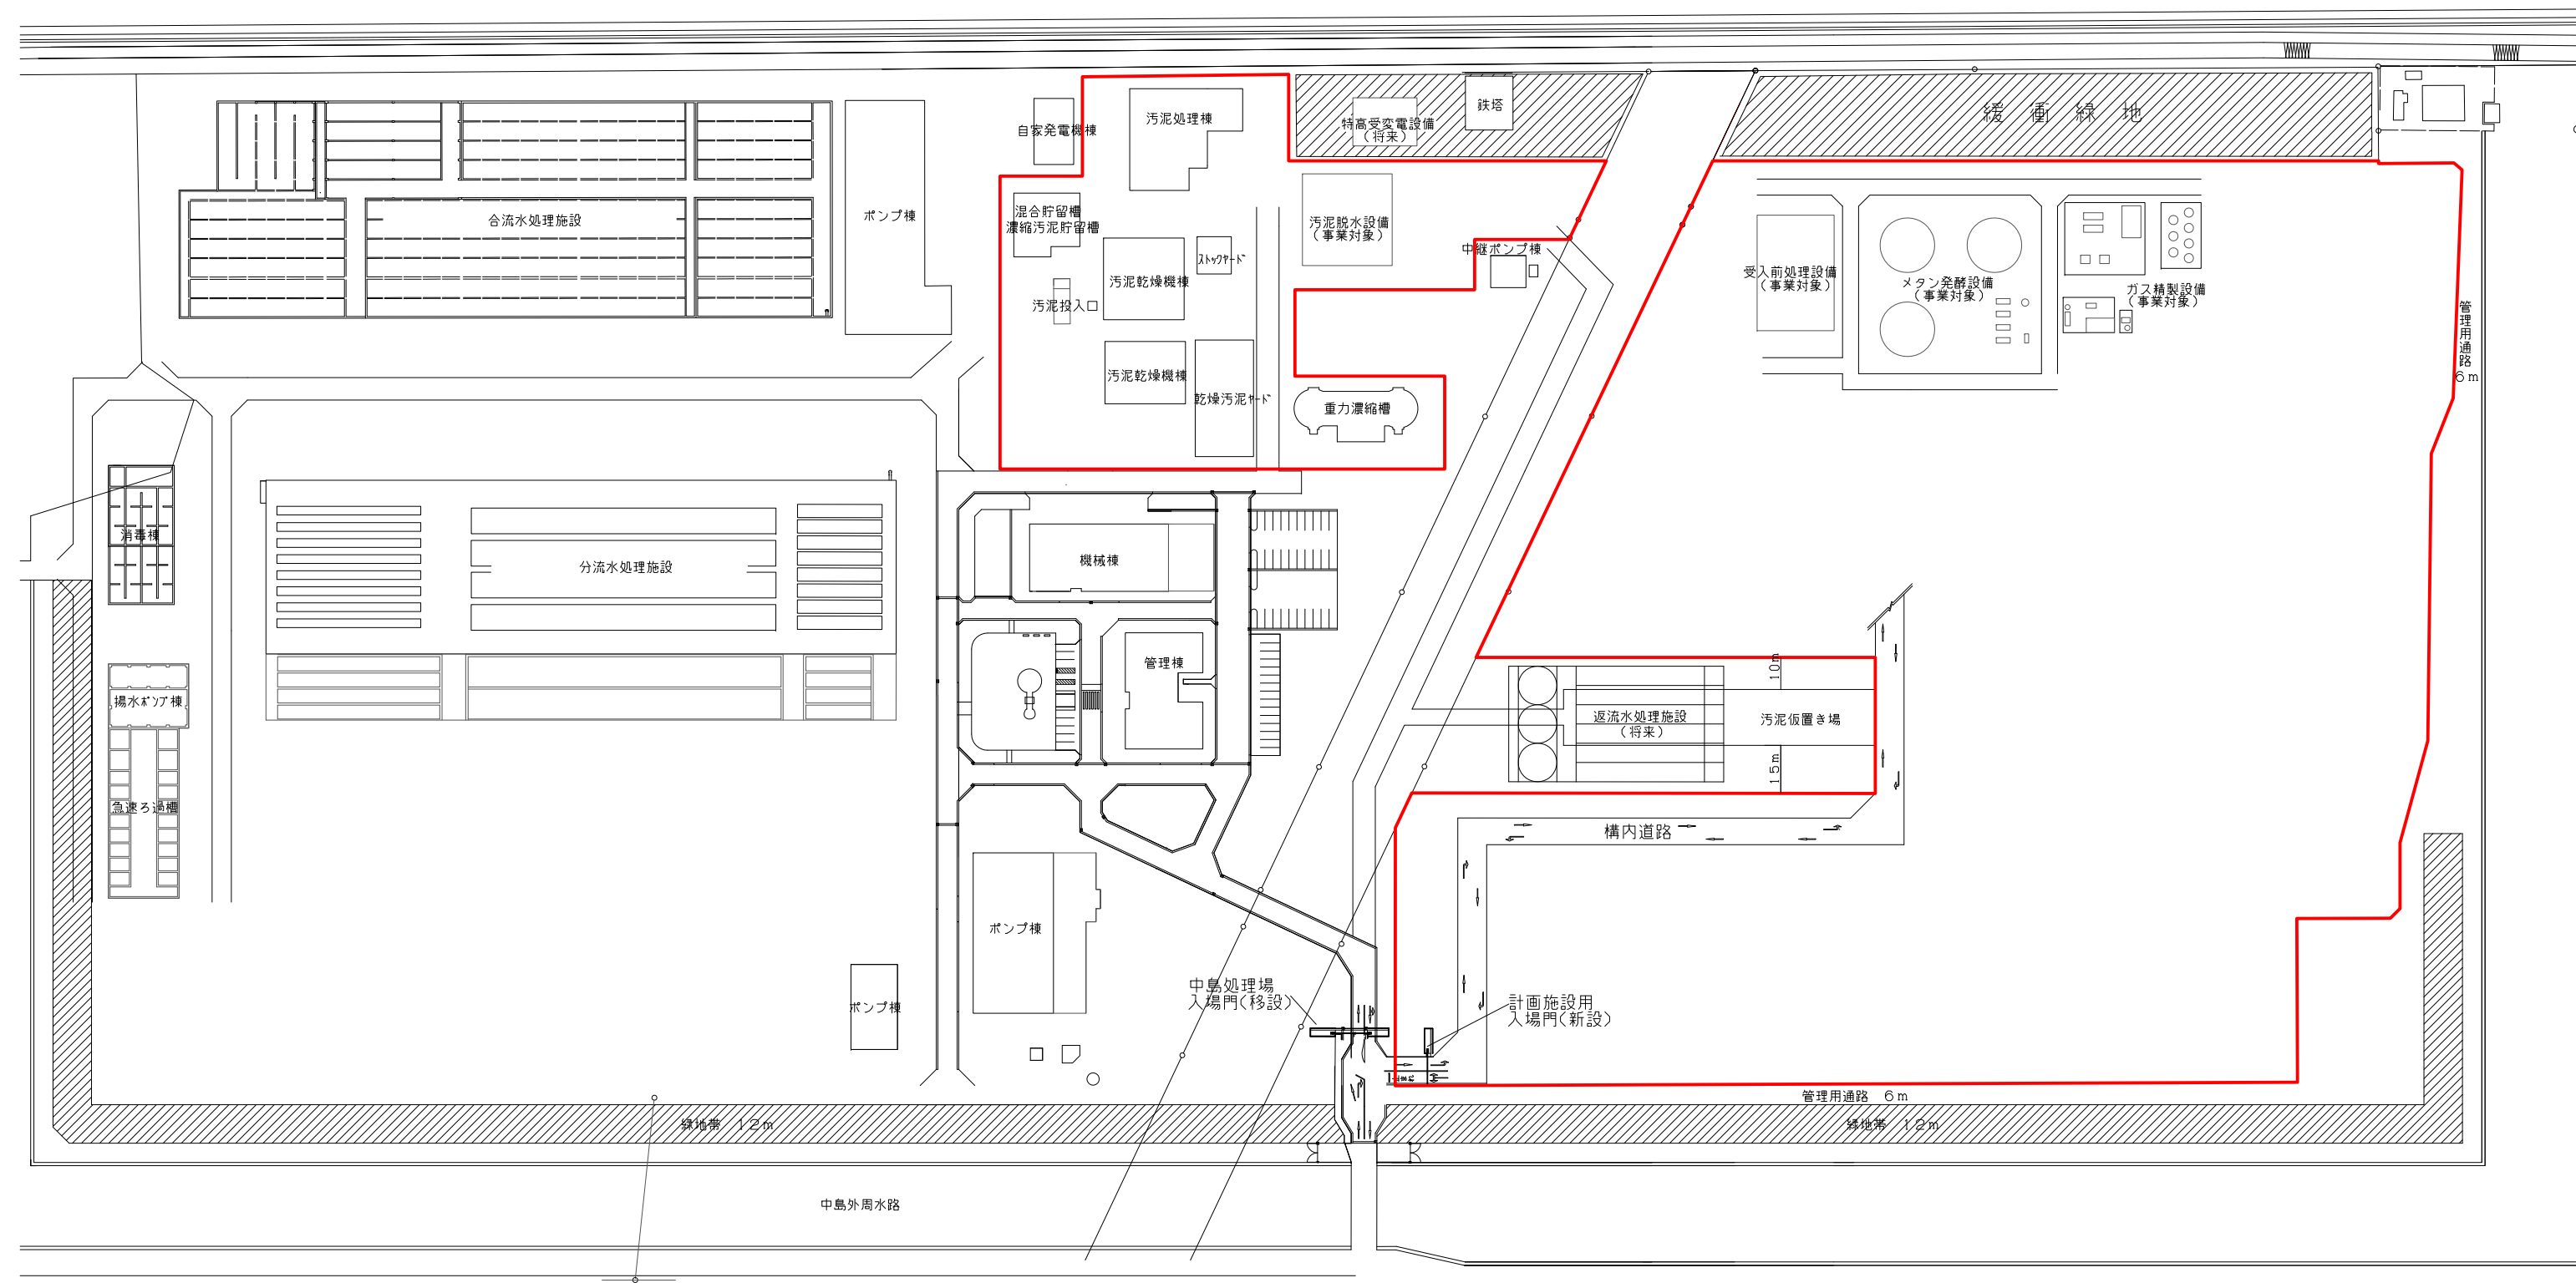 緩衝緑地
鉄塔
特高受変電設備
（将来）
自家発電機棟
汚泥処理棟
混合貯留槽
濃縮汚泥貯留槽
ポンプ棟
合流水処理施設
汚泥脱水設備
（事業対象）
中継ポンプ棟
ストックヤード
汚泥乾燥機棟
汚泥投入口
受入前処理設備
（事業対象）
メタン発酵設備
（事業対象）
ガス精製設備
（事業対象）
管理用通路
6m
汚泥乾燥機棟
乾燥汚泥ヤード
重力濃縮槽
消毒棟
分流水処理施設
機械棟
管理棟
揚水ポンプ棟
10m
返流水処理施設
（将来）
汚泥仮置き場
15m
急速ろ過槽
構内道路
ポンプ棟
ポンプ棟
中島処理場
入場門(移設)
計画施設用
入場門(新設)
管理用通路　6m
緑地帯　12m
緑地帯　12m
中島外周水路